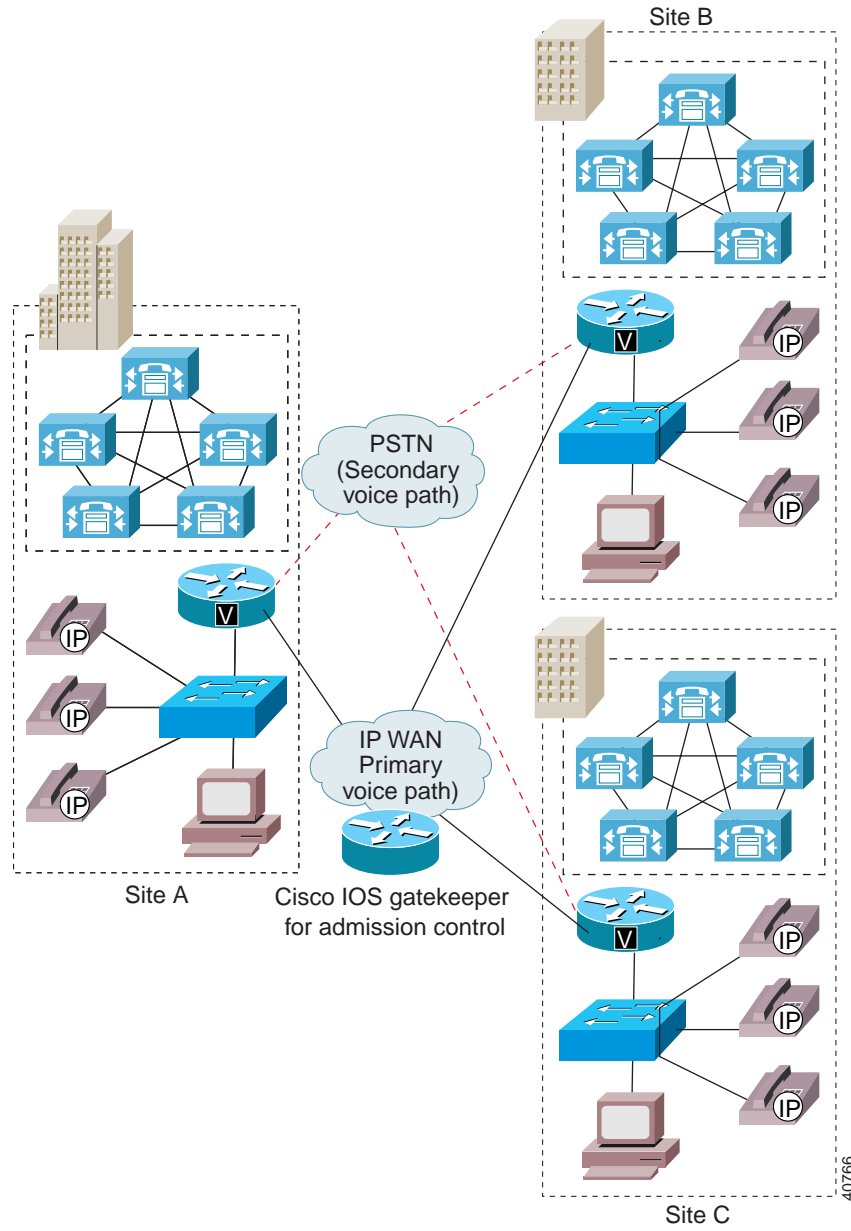 Site B
IP
V
IP
IP
PSTN
(Secondary
voice path)
V
IP
IP
IP
IP WAN
Primary
voice path)
Site A
Cisco IOS gatekeeper
for admission control
V
IP
IP
IP
Site C
40766